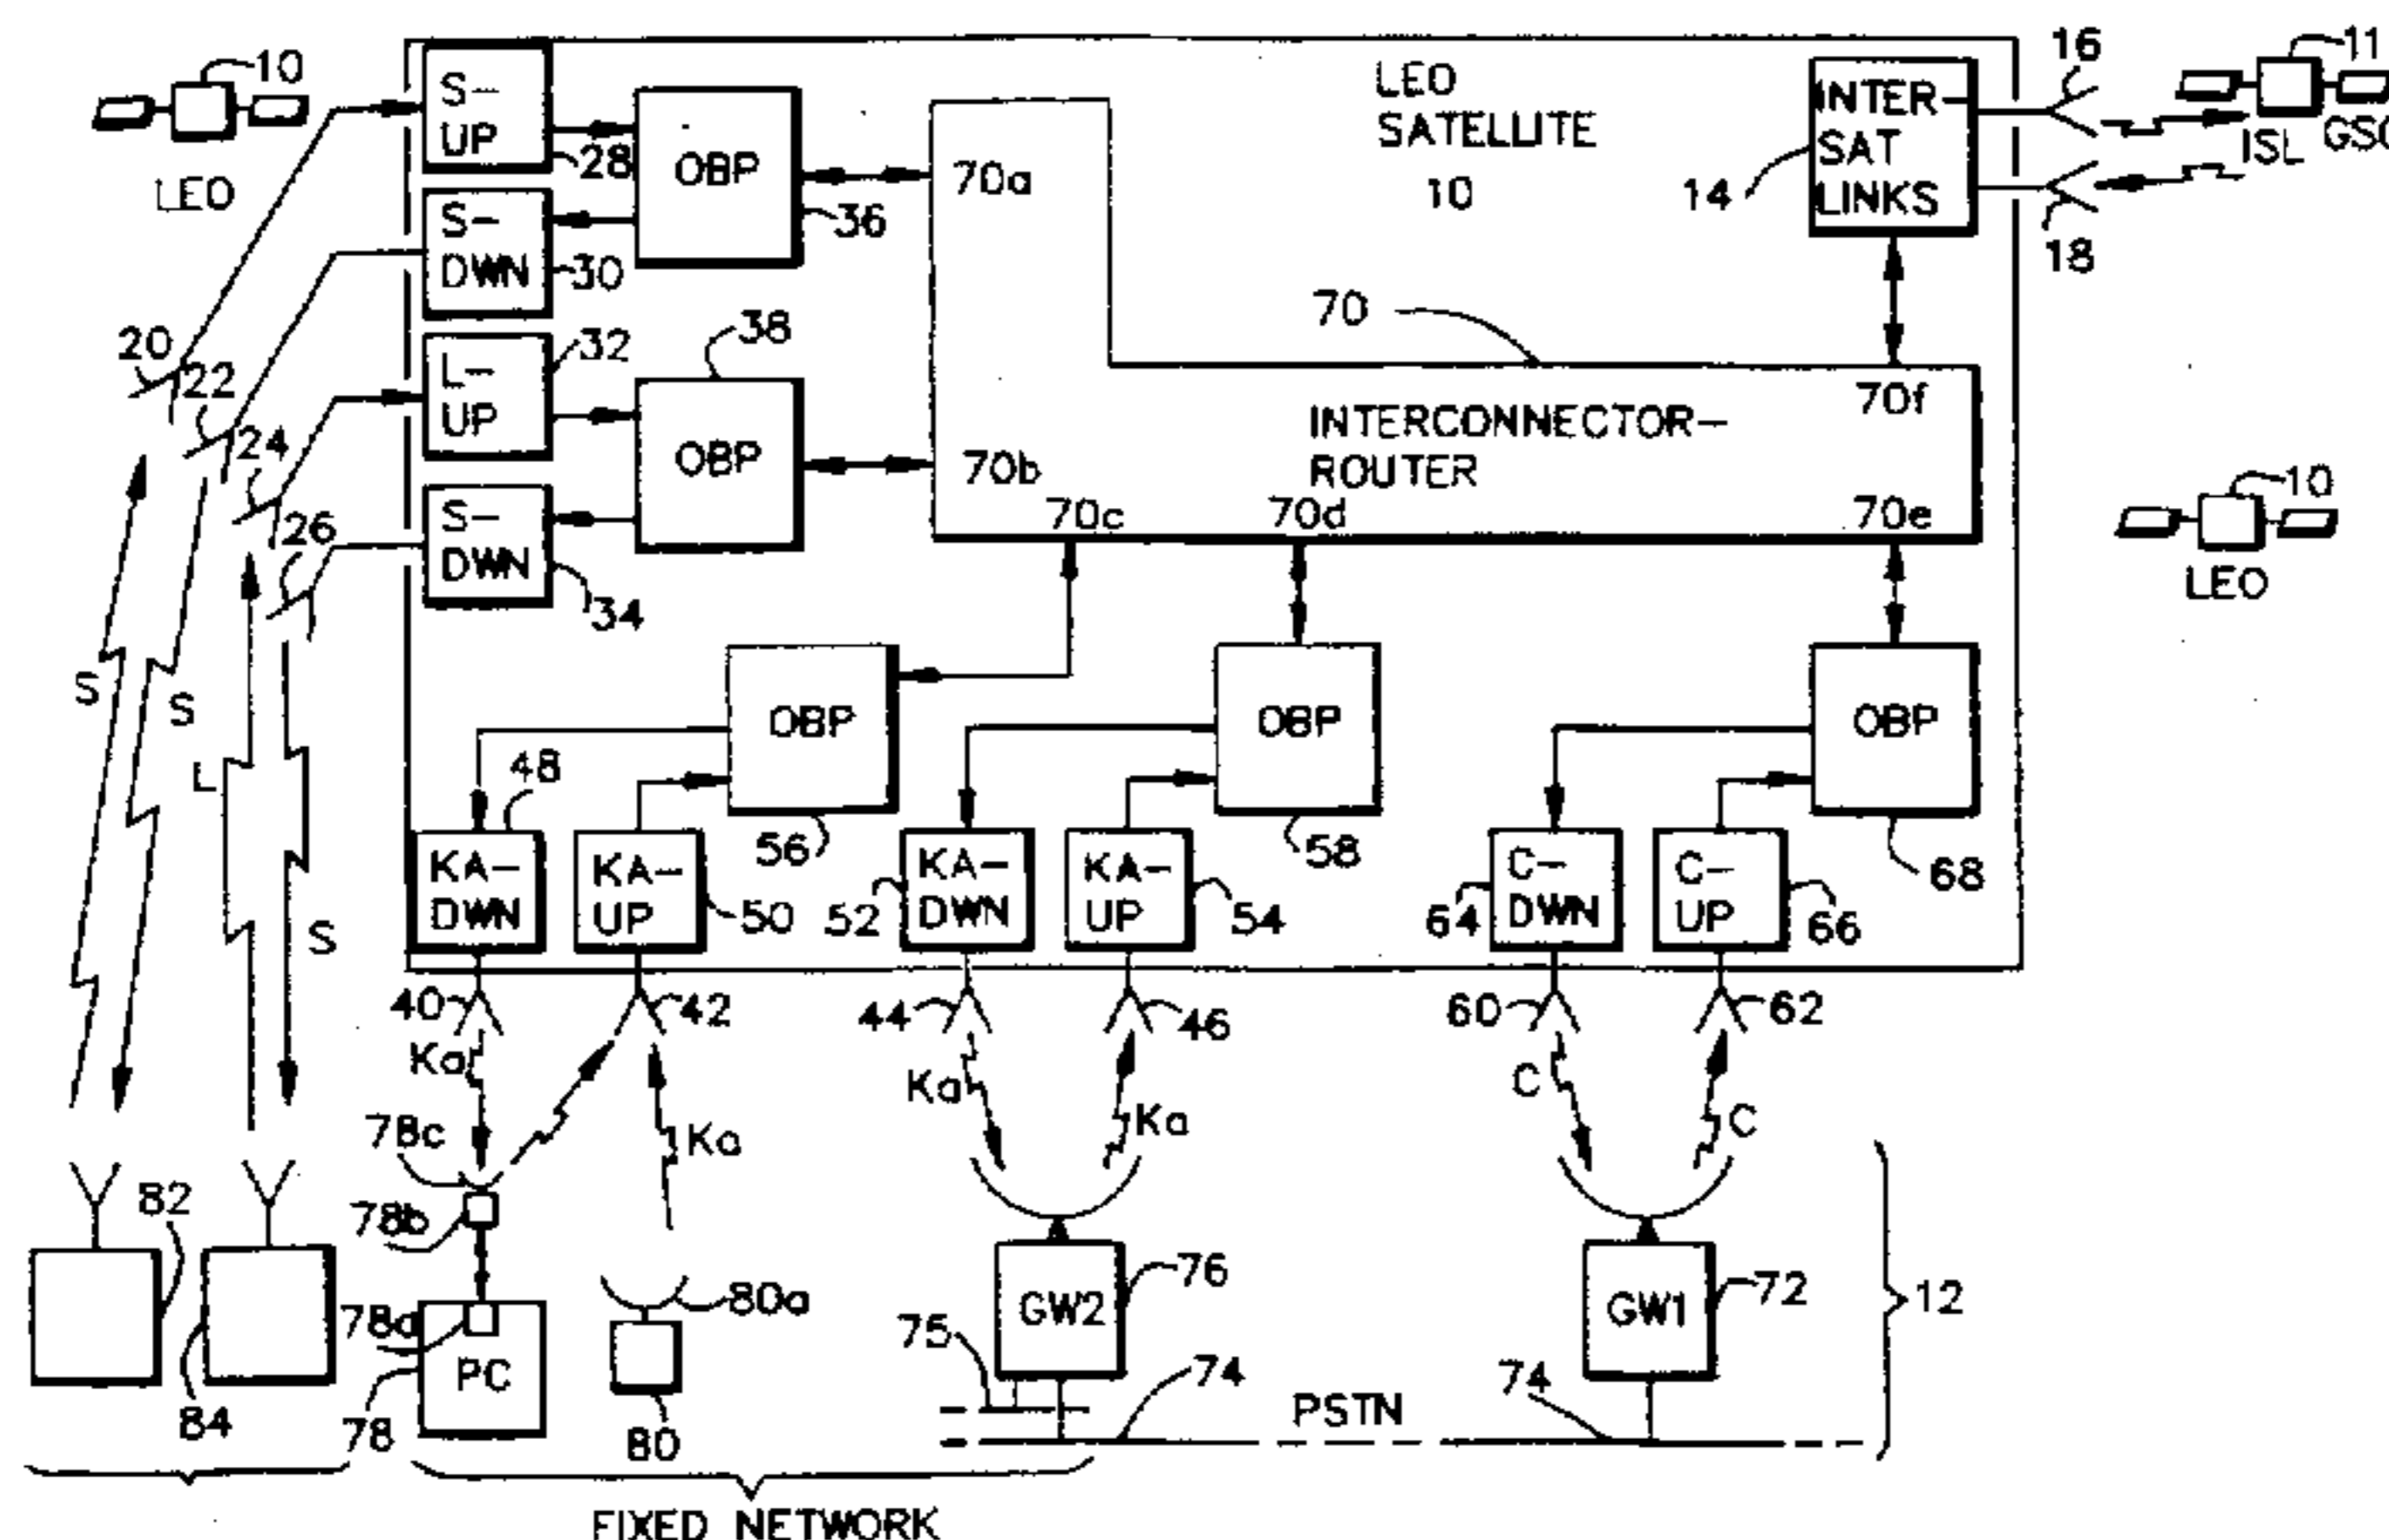 10
LEO
S-
UP
28
OBP
36
70a
LEO
SATELLITE
10
INTER-
SAT
LINKS
14
16
18
11
ISL
S-
DWN
30
20
22
24
26
L-
UP
32
38
OBP
70b
S-
DWN
34
70
INTERCONNECTOR-
ROUTER
70c
70d
70e
70f
10
LEO
S
S
L
S
OBP
56
OBP
58
OBP
68
48
KA-
DWN
KA-
UP
50
52
KA-
DWN
KA-
UP
54
64
C-
DWN
C-
UP
66
40
42
44
46
60
62
Ka
Ka
Ka
Ka
C
C
78c
78b
78a
78
PC
80a
80
82
84
GW2
76
75
74
PSTN
74
GW1
72
12
FIXED NETWORK